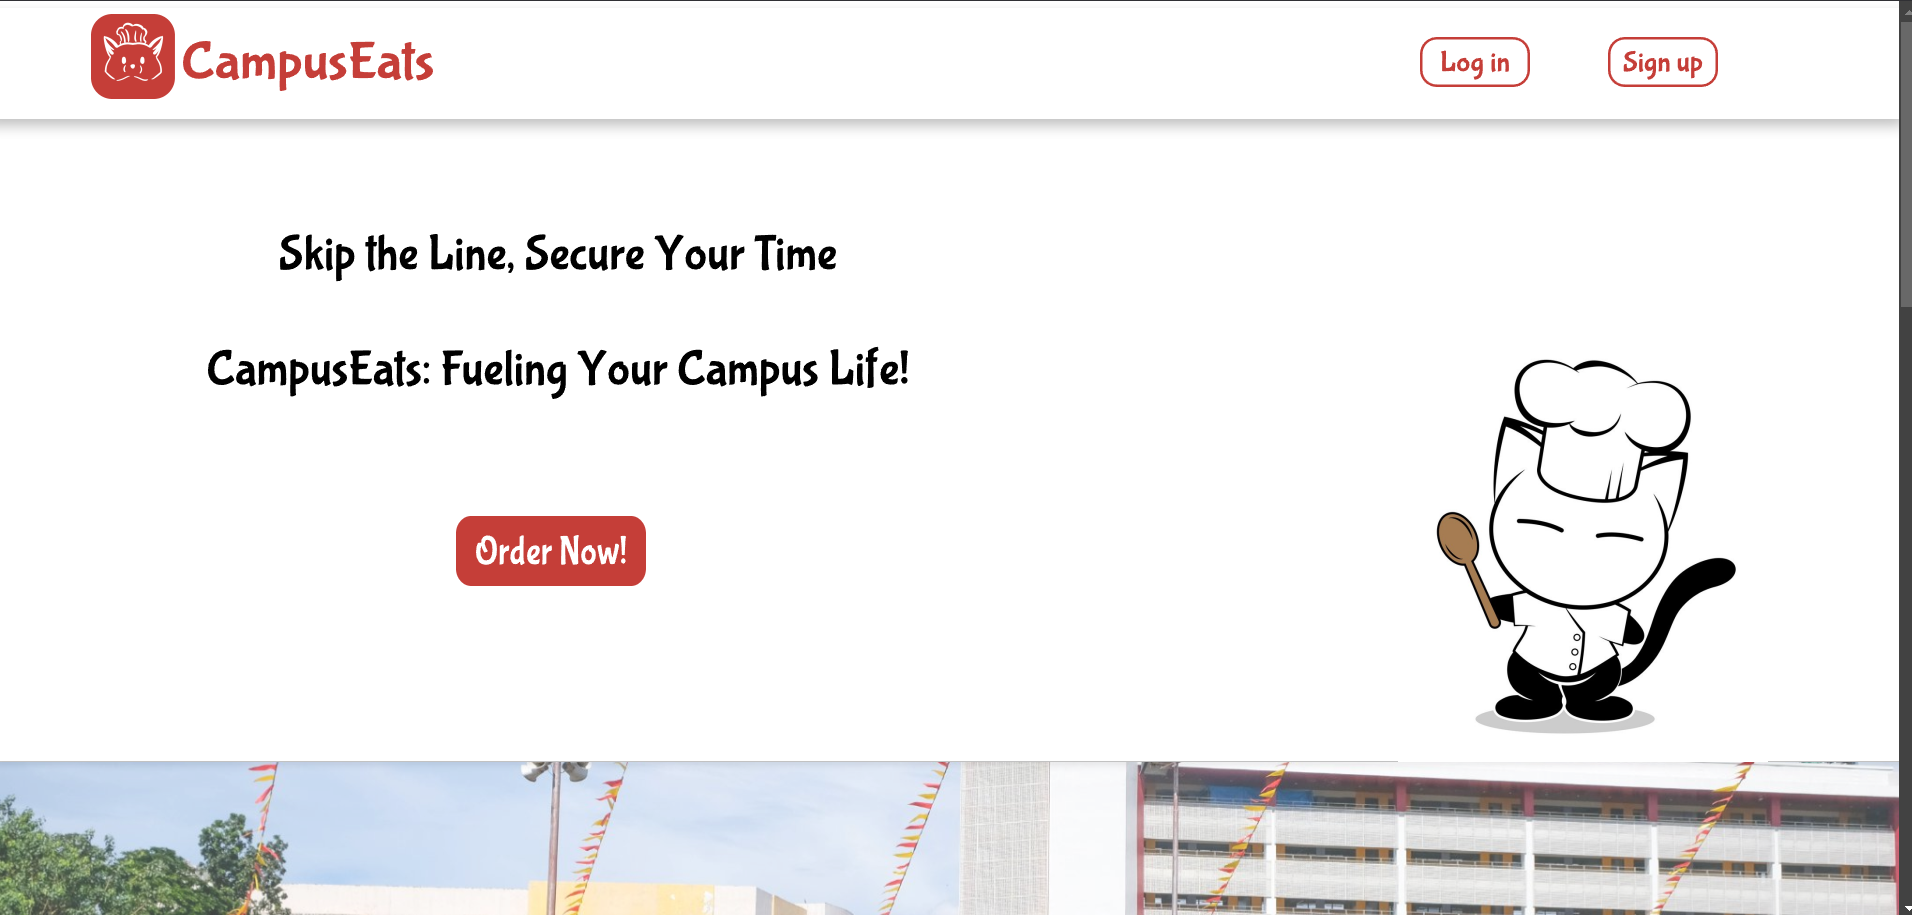 CampusEats
Log in
Sign up
Skip the Line, Secure Your Time
CampusEats: Fueling Your Campus Life!
Order Now!